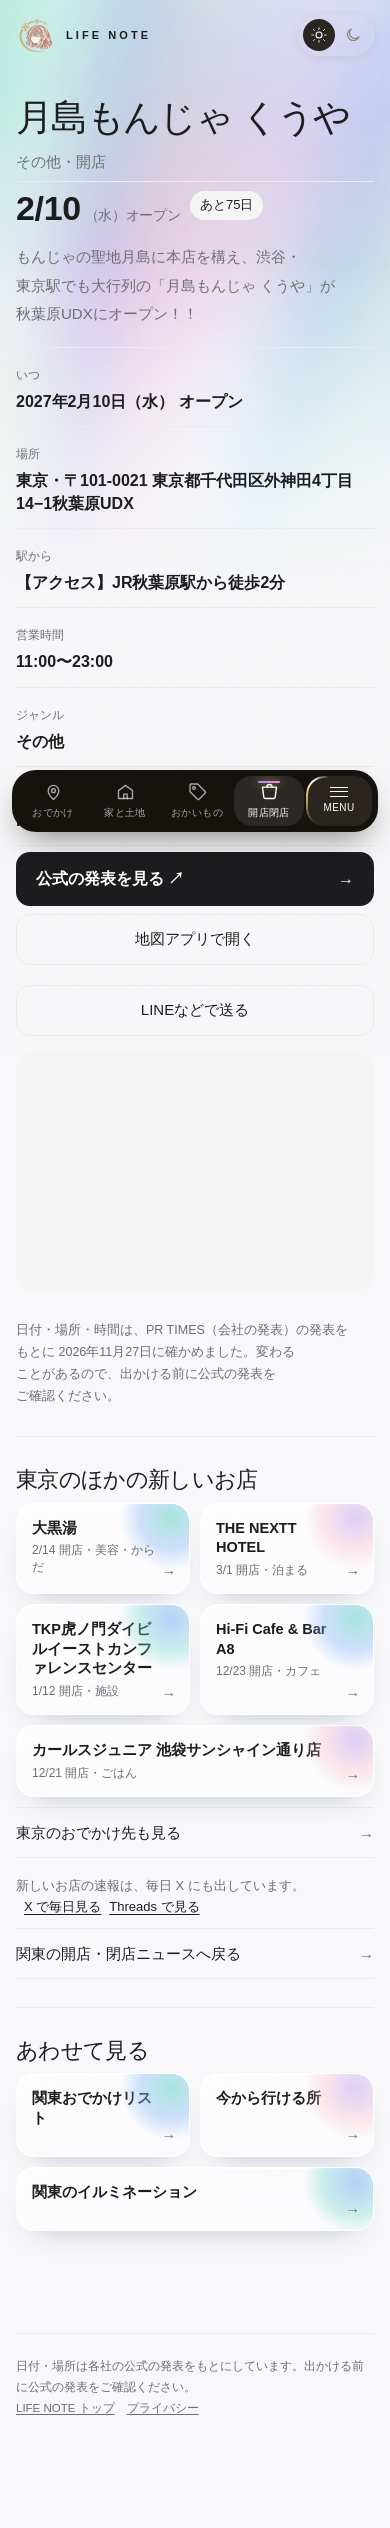 LIFE NOTE
月島もんじゃ くうや
その他・開店
2/10 （水）オープン あと75日
もんじゃの聖地月島に本店を構え、渋谷・
東京駅でも大行列の「月島もんじゃ くうや」が
秋葉原UDXにオープン！！
いつ
2027年2月10日（水） オープン
場所
東京・〒101-0021 東京都千代田区外神田4丁目
14−1秋葉原UDX
駅から
【アクセス】JR秋葉原駅から徒歩2分
営業時間
11:00〜23:00
ジャンル
その他
おでかけ 家と土地 おかいもの 開店閉店 MENU
公式の発表を見る ↗ →
地図アプリで開く
LINEなどで送る
日付・場所・時間は、PR TIMES（会社の発表）の発表を
もとに 2026年11月27日に確かめました。変わる
ことがあるので、出かける前に公式の発表を
ご確認ください。
東京のほかの新しいお店
大黒湯
2/14 開店・美容・から
だ →
THE NEXTT
HOTEL
3/1 開店・泊まる →
TKP虎ノ門ダイビ
ルイーストカンフ
ァレンスセンター
1/12 開店・施設 →
Hi-Fi Cafe & Bar
A8
12/23 開店・カフェ
→
カールスジュニア 池袋サンシャイン通り店
12/21 開店・ごはん →
東京のおでかけ先も見る →
新しいお店の速報は、毎日 X にも出しています。
X で毎日見る Threads で見る
関東の開店・閉店ニュースへ戻る →
あわせて見る
関東おでかけリス
ト
→
今から行ける所
→
関東のイルミネーション
→
日付・場所は各社の公式の発表をもとにしています。出かける前
に公式の発表をご確認ください。
LIFE NOTE トップ プライバシー